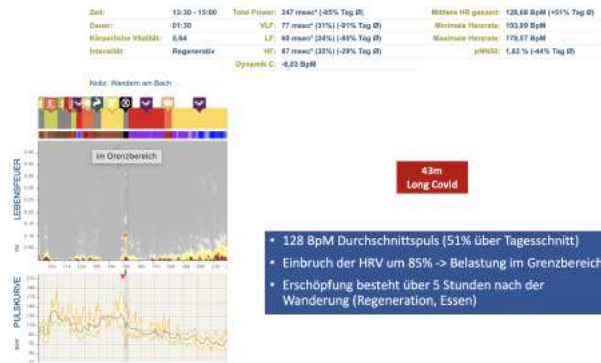 Zeit: 13:30 - 15:00 Total Power: 247 msec² (-85% Tag Ø) Mittlere HR gesamt: 128,66 BpM (+51% Tag Ø)
Dauer: 01:30 VLF: 77 msec² (31%) (-91% Tag Ø) Minimale Herzrate: 103,99 BpM
Körperliche Vitalität: 0,64 LF: 60 msec² (24%) (-85% Tag Ø) Maximale Herzrate: 178,57 BpM
Intensität: Regenerativ HF: 87 msec² (35%) (-29% Tag Ø) pNN50: 1,82 % (-44% Tag Ø)
Dynamik C: -6,03 BpM
Notiz: Wandern am Bach
im Grenzbereich
LEBENSFEUER
43m
Long Covid
• 128 BpM Durchschnittspuls (51% über Tagesschnitt)
• Einbruch der HRV um 85% -> Belastung im Grenzbereich
• Erschöpfung besteht über 5 Stunden nach der
Wanderung (Regeneration, Essen)
PULSKURVE